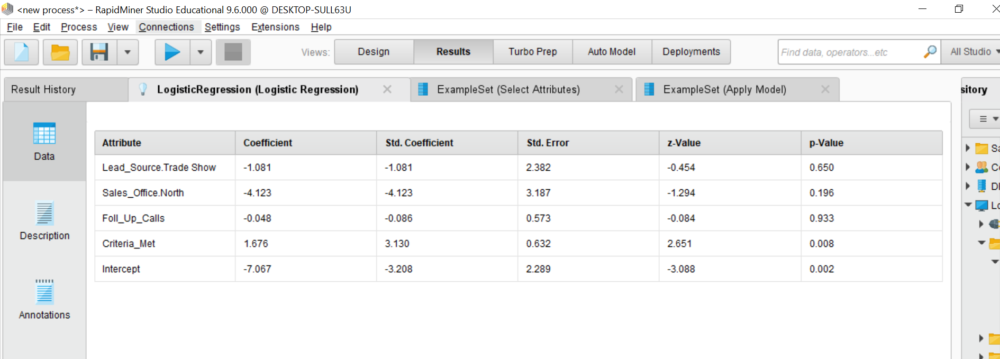 <new process*> – RapidMiner Studio Educational 9.6.000 @ DESKTOP-SULL63U
File Edit Process View Connections Settings Extensions Help
Views: Design Results Turbo Prep Auto Model Deployments Find data, operators...etc All Studio
Result History LogisticRegression (Logistic Regression) ExampleSet (Select Attributes) ExampleSet (Apply Model) sitory
Data
Description
Annotations
Attribute Coefficient Std. Coefficient Std. Error z-Value p-Value
Lead_Source.Trade Show -1.081 -1.081 2.382 -0.454 0.650
Sales_Office.North -4.123 -4.123 3.187 -1.294 0.196
Foll_Up_Calls -0.048 -0.086 0.573 -0.084 0.933
Criteria_Met 1.676 3.130 0.632 2.651 0.008
Intercept -7.067 -3.208 2.289 -3.088 0.002